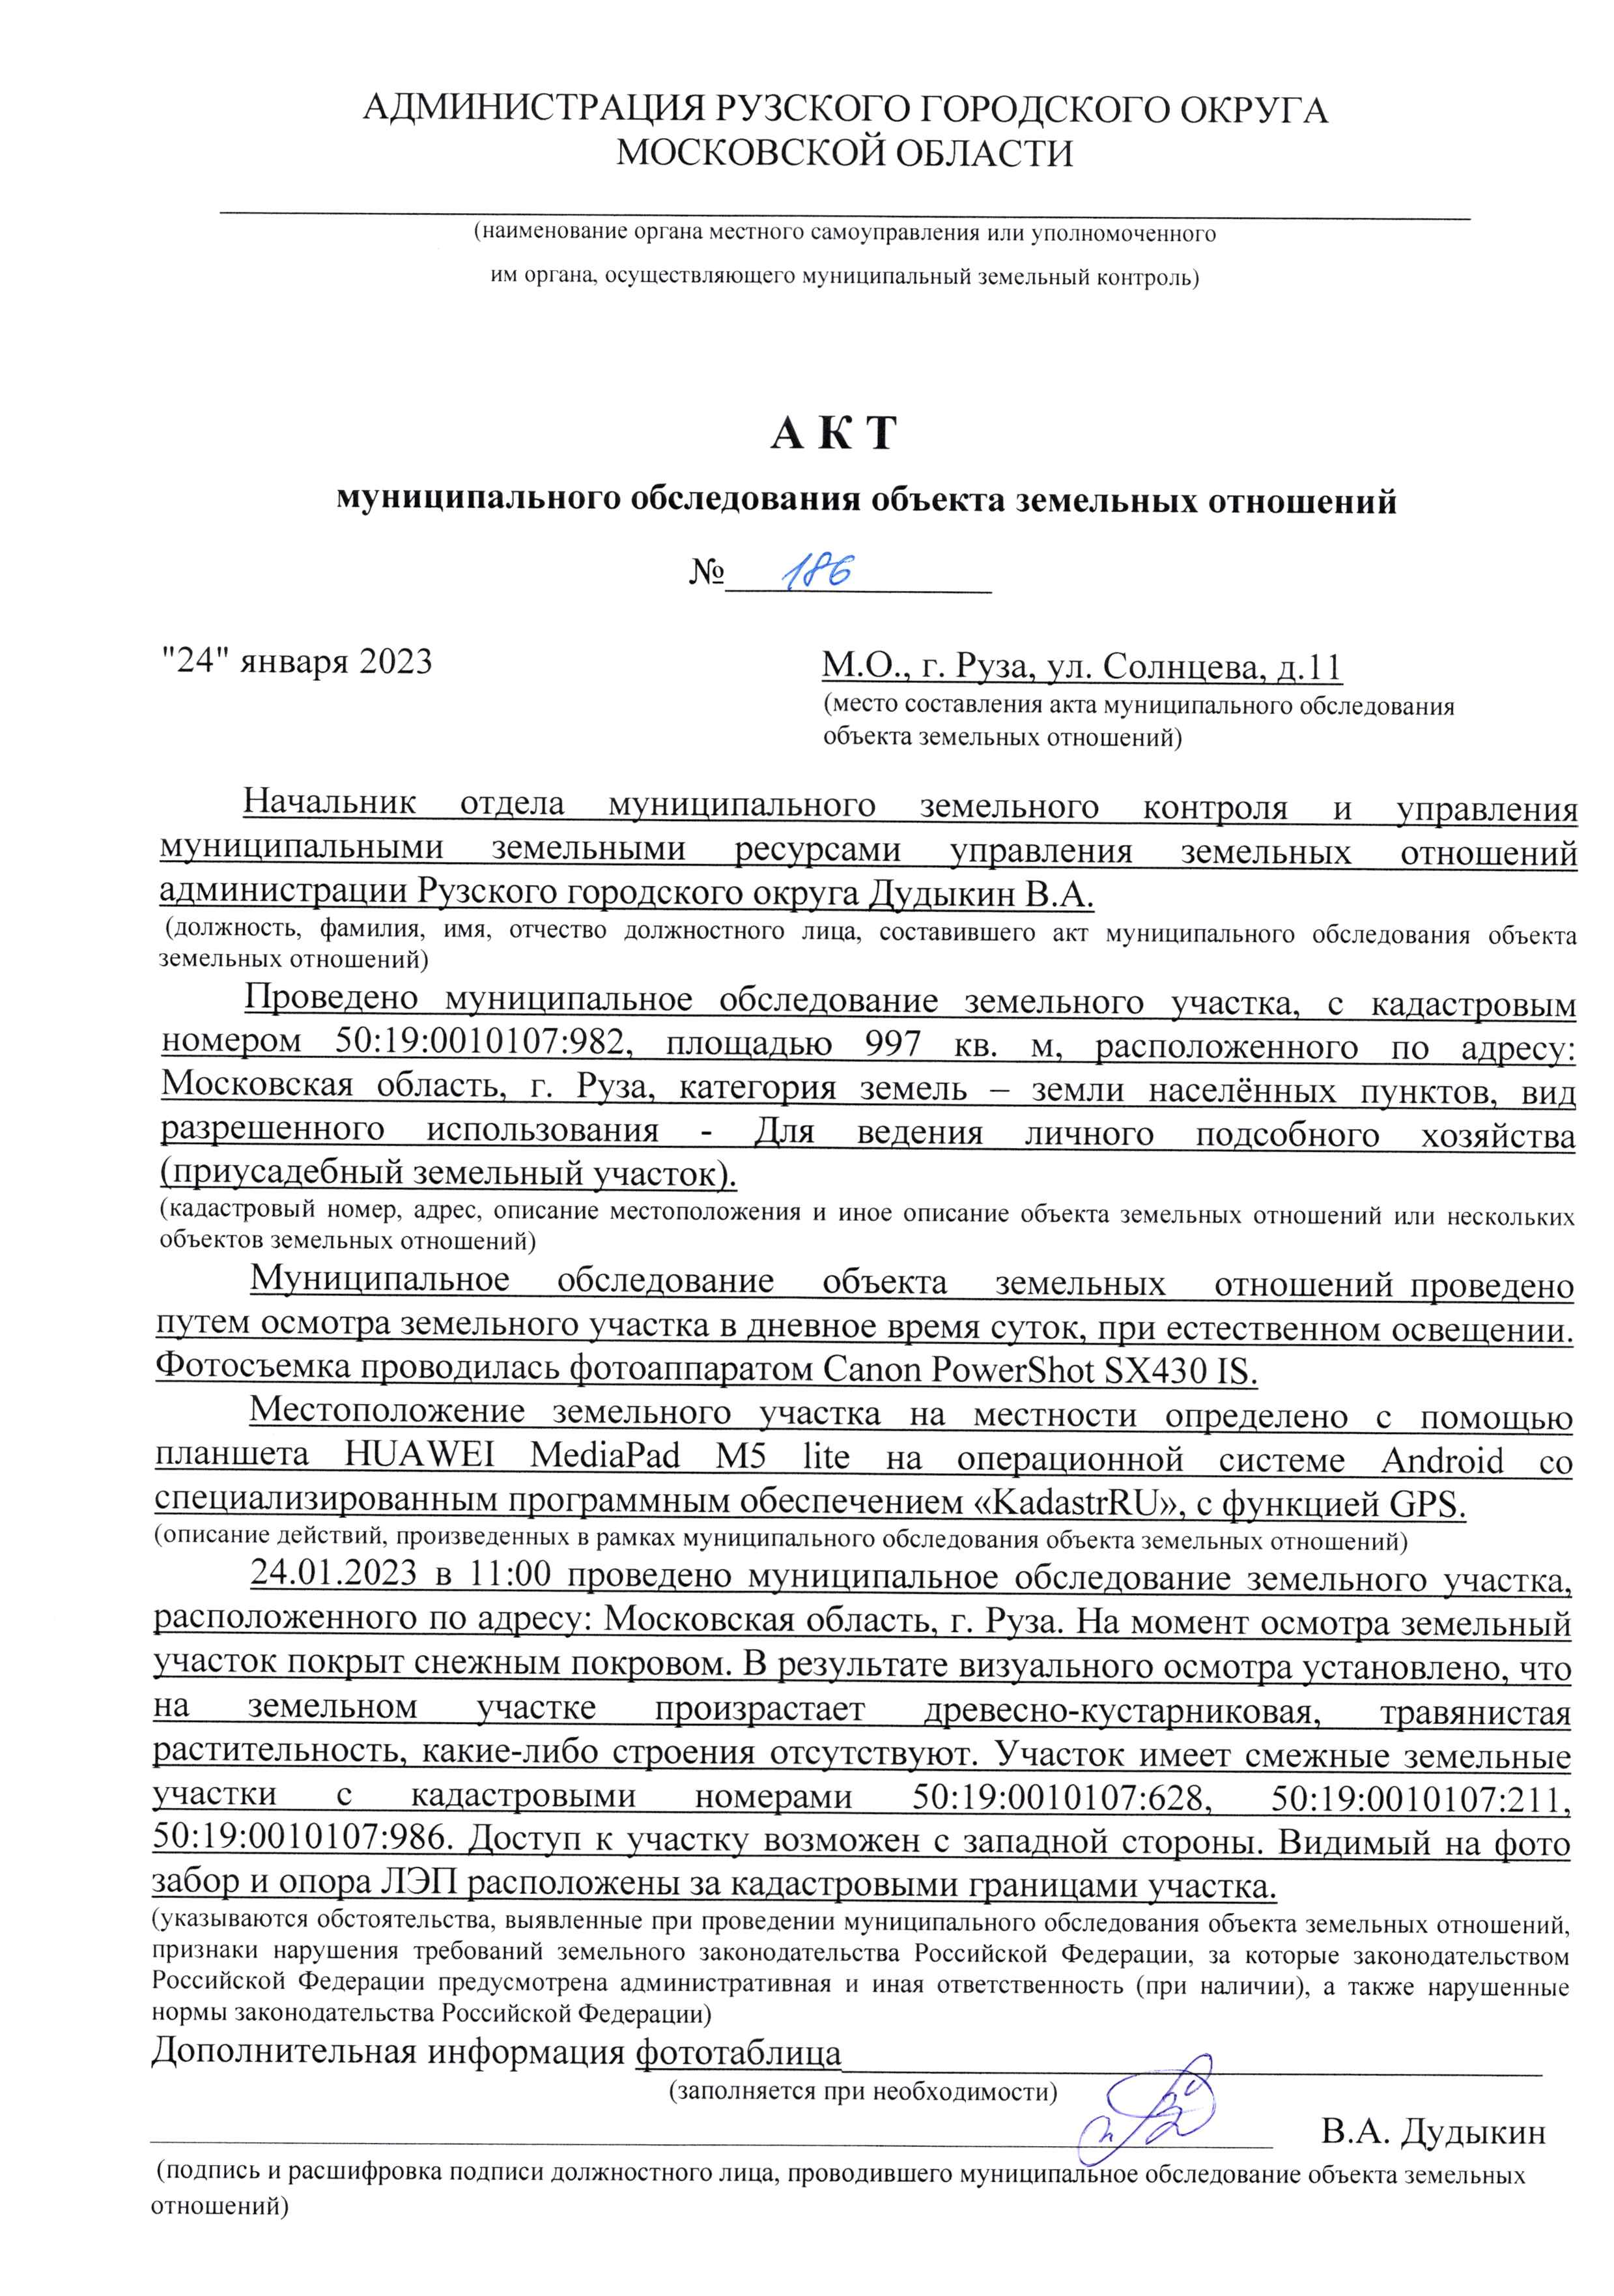 АДМИНИСТРАЦИЯ РУЗСКОГО ГОРОДСКОГО ОКРУГА
МОСКОВСКОЙ ОБЛАСТИ
(наименование органа местного самоуправления или уполномоченного
им органа, осуществляющего муниципальный земельный контроль)
А К Т
муниципального обследования объекта земельных отношений
№ 186
"24" января 2023
М.О., г. Руза, ул. Солнцева, д.11
(место составления акта муниципального обследования
объекта земельных отношений)
Начальник отдела муниципального земельного контроля и управления
муниципальными земельными ресурсами управления земельных отношений
администрации Рузского городского округа Дудыкин В.А.
(должность, фамилия, имя, отчество должностного лица, составившего акт муниципального обследования объекта
земельных отношений)
Проведено муниципальное обследование земельного участка, с кадастровым
номером 50:19:0010107:982, площадью 997 кв. м, расположенного по адресу:
Московская область, г. Руза, категория земель – земли населённых пунктов, вид
разрешенного использования - Для ведения личного подсобного хозяйства
(приусадебный земельный участок).
(кадастровый номер, адрес, описание местоположения и иное описание объекта земельных отношений или нескольких
объектов земельных отношений)
Муниципальное обследование объекта земельных отношений проведено
путем осмотра земельного участка в дневное время суток, при естественном освещении.
Фотосъемка проводилась фотоаппаратом Canon PowerShot SX430 IS.
Местоположение земельного участка на местности определено с помощью
планшета HUAWEI MediaPad M5 lite на операционной системе Android со
специализированным программным обеспечением «KadastrRU», с функцией GPS.
(описание действий, произведенных в рамках муниципального обследования объекта земельных отношений)
24.01.2023 в 11:00 проведено муниципальное обследование земельного участка,
расположенного по адресу: Московская область, г. Руза. На момент осмотра земельный
участок покрыт снежным покровом. В результате визуального осмотра установлено, что
на земельном участке произрастает древесно-кустарниковая, травянистая
растительность, какие-либо строения отсутствуют. Участок имеет смежные земельные
участки с кадастровыми номерами 50:19:0010107:628, 50:19:0010107:211,
50:19:0010107:986. Доступ к участку возможен с западной стороны. Видимый на фото
забор и опора ЛЭП расположены за кадастровыми границами участка.
(указываются обстоятельства, выявленные при проведении муниципального обследования объекта земельных отношений,
признаки нарушения требований земельного законодательства Российской Федерации, за которые законодательством
Российской Федерации предусмотрена административная и иная ответственность (при наличии), а также нарушенные
нормы законодательства Российской Федерации)
Дополнительная информация фототаблица
(заполняется при необходимости)
В.А. Дудыкин
(подпись и расшифровка подписи должностного лица, проводившего муниципальное обследование объекта земельных
отношений)